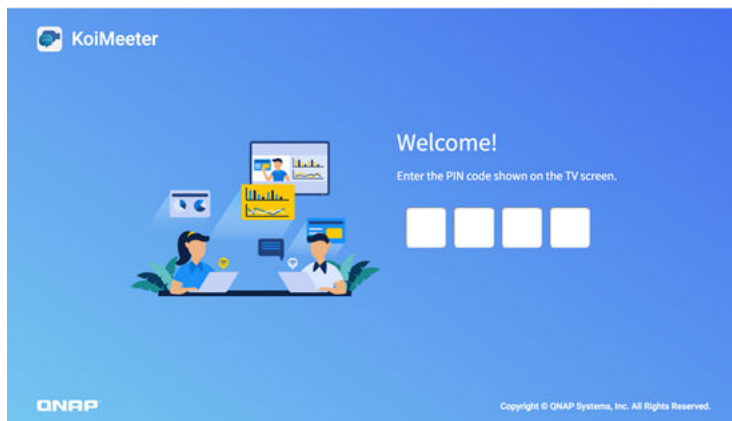 KoiMeeter
Welcome!
Enter the PIN code shown on the TV screen.
QNAP
Copyright © QNAP Systems, Inc. All Rights Reserved.